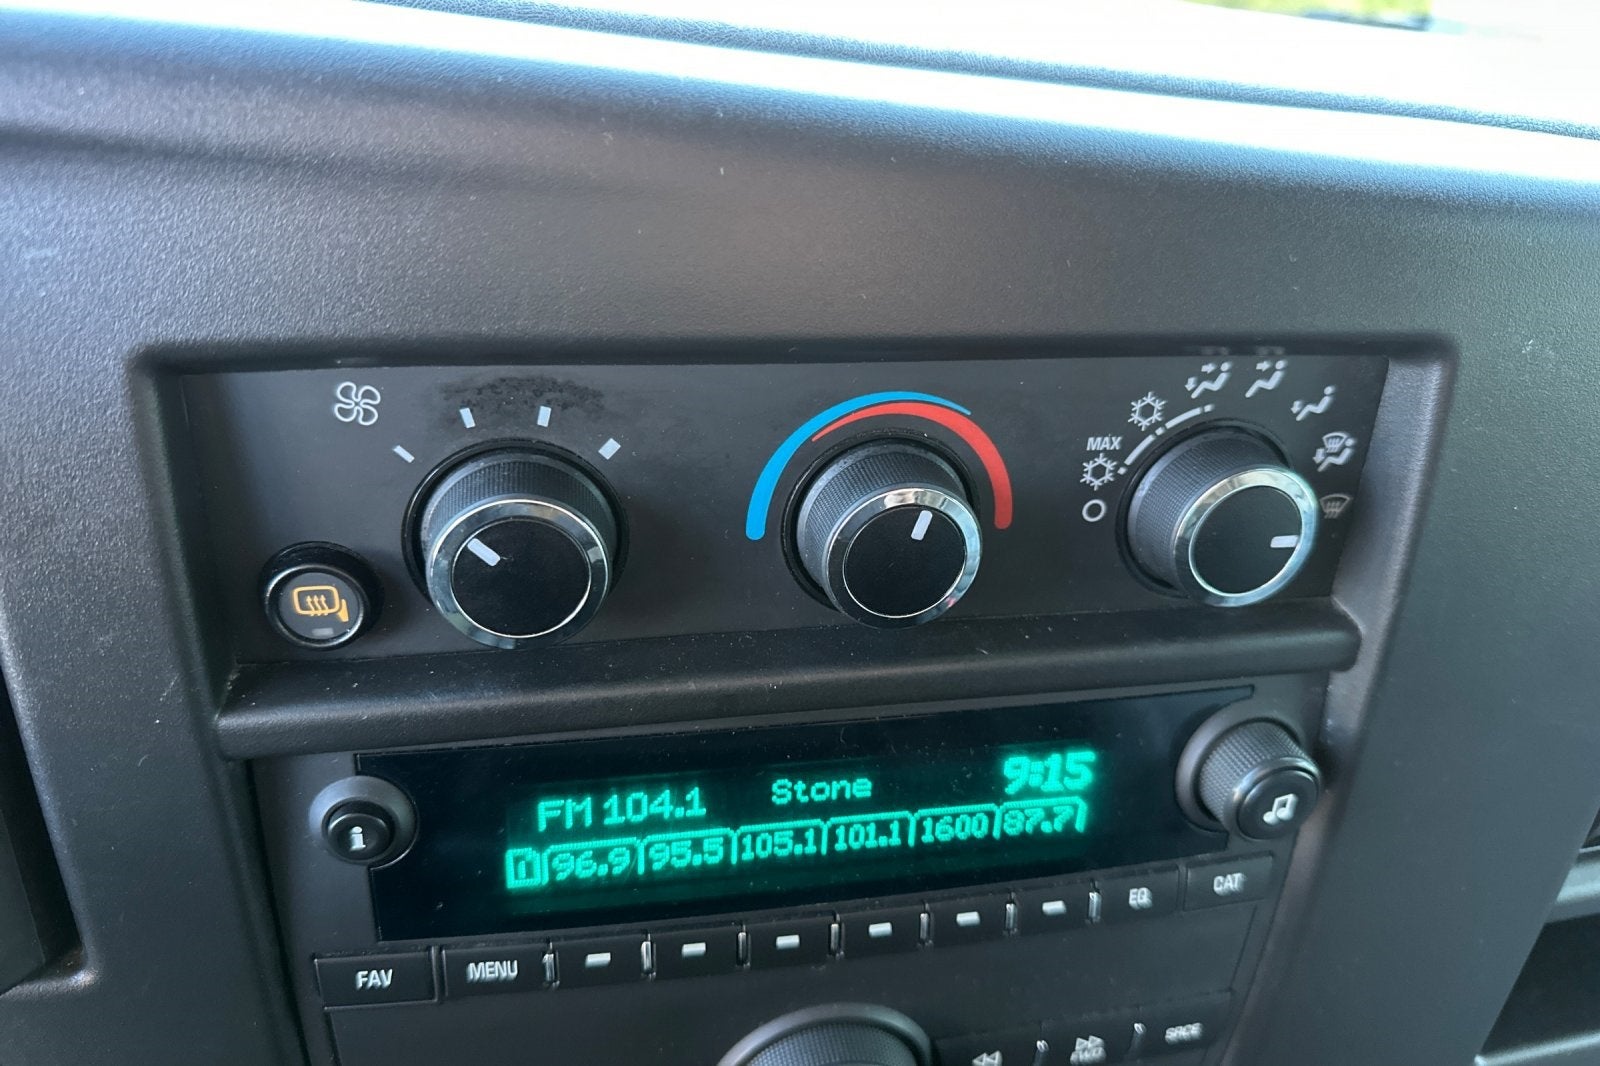 MAX
FM 104.1 Stone 9:15
1 96.9 95.5 105.1 101.1 1600 87.7
i
FAV MENU EQ CAT
FWD SRCE